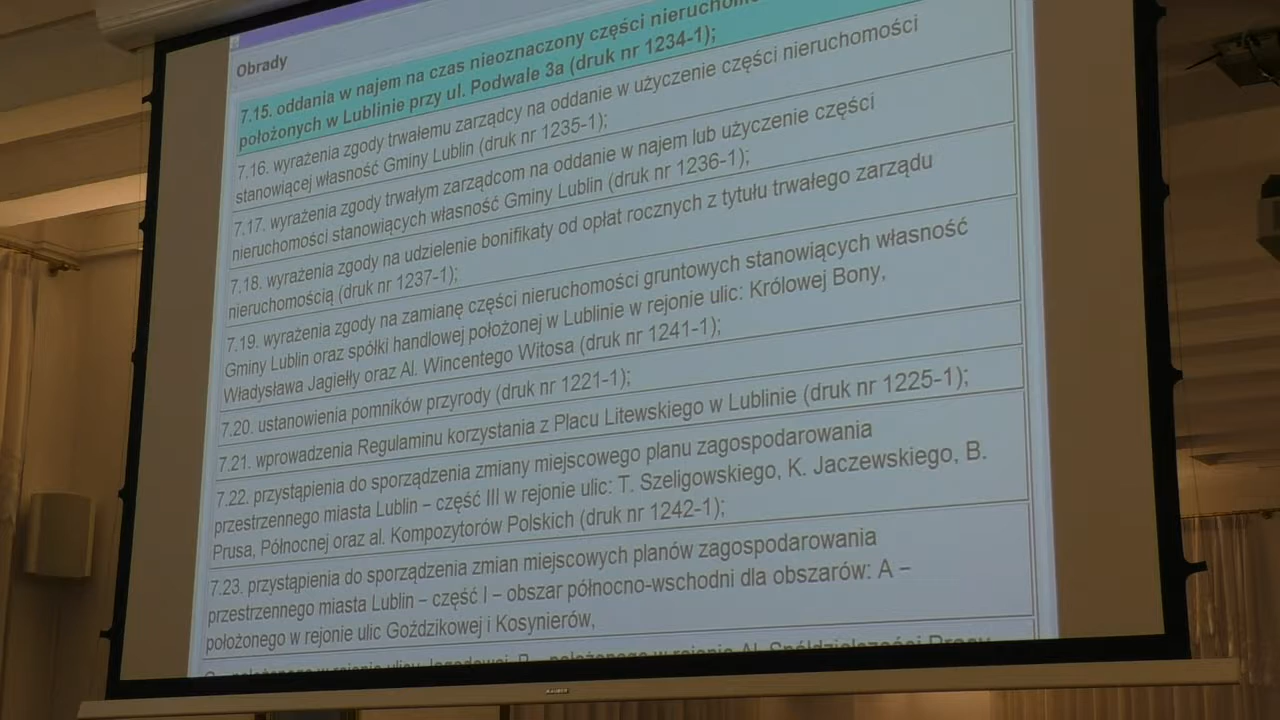 Obrady
7.15. oddania w najem na czas nieoznaczony części
położonych w Lublinie przy ul. Podwale 3a (druk nr 1234-1);
7.16. wyrażenia zgody trwałemu zarządcy na oddanie w użyczenie części nieruchomości
stanowiącej własność Gminy Lublin (druk nr 1235-1);
7.17. wyrażenia zgody trwałym zarządcom na oddanie w najem lub użyczenie części
nieruchomości stanowiących własność Gminy Lublin (druk nr 1236-1);
7.18. wyrażenia zgody na udzielenie bonifikaty od opłat rocznych z tytułu trwałego zarządu
nieruchomością (druk nr 1237-1);
7.19. wyrażenia zgody na zamianę części nieruchomości gruntowych stanowiących własność
Gminy Lublin oraz spółki handlowej położonej w Lublinie w rejonie ulic: Królowej Bony,
Władysława Jagiełły oraz Al. Wincentego Witosa (druk nr 1241-1);
7.20. ustanowienia pomników przyrody (druk nr 1221-1);
7.21. wprowadzenia Regulaminu korzystania z Placu Litewskiego w Lublinie (druk nr 1225-1);
7.22. przystąpienia do sporządzenia zmiany miejscowego planu zagospodarowania
przestrzennego miasta Lublin – część III w rejonie ulic: T. Szeligowskiego, K. Jaczewskiego, B.
Prusa, Północnej oraz al. Kompozytorów Polskich (druk nr 1242-1);
7.23. przystąpienia do sporządzenia zmian miejscowych planów zagospodarowania
przestrzennego miasta Lublin – część I – obszar północno-wschodni dla obszarów: A –
położonego w rejonie ulic Goździkowej i Kosynierów,